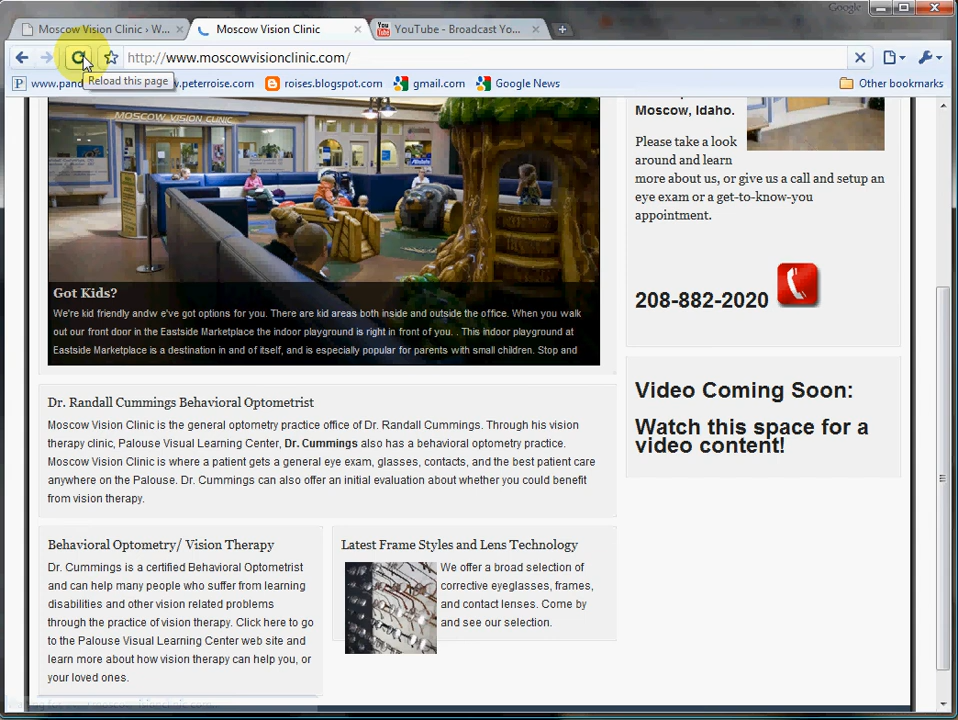 Google
Moscow Vision Clinic › W...
Moscow Vision Clinic
YouTube - Broadcast Yo...
http://www.moscowvisionclinic.com/
www.pand
Reload this page
.peterroise.com
roises.blogspot.com
gmail.com
Google News
Other bookmarks
MOSCOW VISION CLINIC
Allstate
Got Kids?
We're kid friendly andw e've got options for you. There are kid areas both inside and outside the office. When you walk
out our front door in the Eastside Marketplace the indoor playground is right in front of you. . This indoor playground at
Eastside Marketplace is a destination in and of itself, and is especially popular for parents with small children. Stop and
Moscow, Idaho.
Please take a look
around and learn
more about us, or give us a call and setup an
eye exam or a get-to-know-you
appointment.
208-882-2020
Video Coming Soon:
Watch this space for a
video content!
Dr. Randall Cummings Behavioral Optometrist
Moscow Vision Clinic is the general optometry practice office of Dr. Randall Cummings. Through his vision
therapy clinic, Palouse Visual Learning Center, Dr. Cummings also has a behavioral optometry practice.
Moscow Vision Clinic is where a patient gets a general eye exam, glasses, contacts, and the best patient care
anywhere on the Palouse. Dr. Cummings can also offer an initial evaluation about whether you could benefit
from vision therapy.
Behavioral Optometry/ Vision Therapy
Dr. Cummings is a certified Behavioral Optometrist
and can help many people who suffer from learning
disabilities and other vision related problems
through the practice of vision therapy. Click here to go
to the Palouse Visual Learning Center web site and
learn more about how vision therapy can help you, or
your loved ones.
Latest Frame Styles and Lens Technology
We offer a broad selection of
corrective eyeglasses, frames,
and contact lenses. Come by
and see our selection.